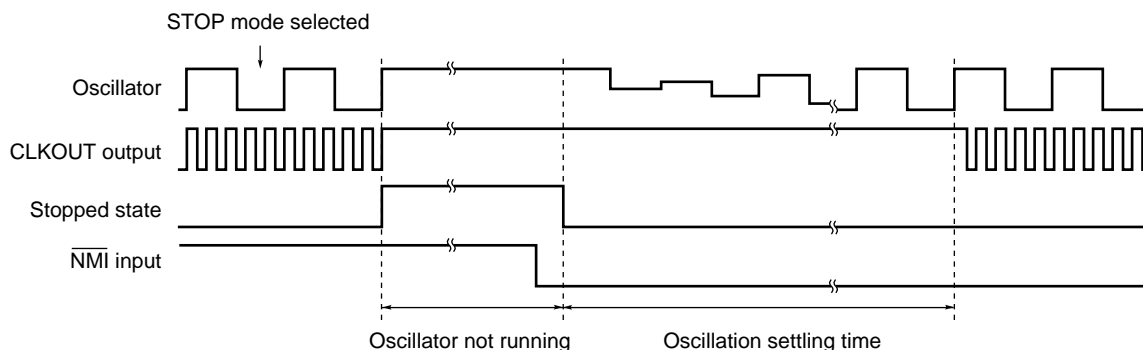 STOP mode selected
Oscillator
CLKOUT output
Stopped state
NMI input
Oscillator not running
Oscillation settling time